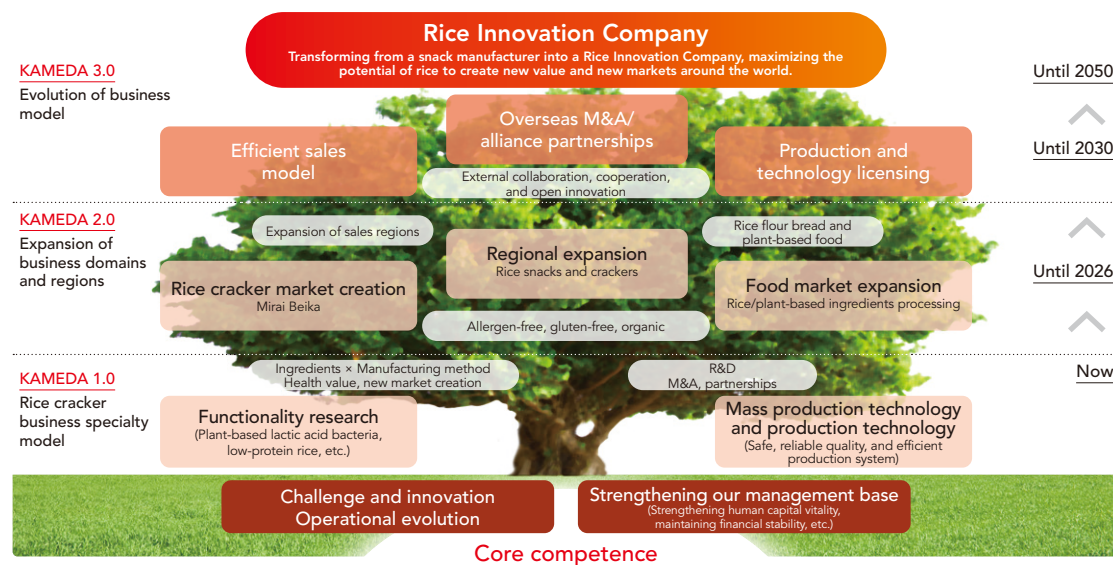 Rice Innovation Company
Transforming from a snack manufacturer into a Rice Innovation Company, maximizing the
potential of rice to create new value and new markets around the world.
KAMEDA 3.0
Evolution of business
model
Until 2050
Overseas M&A/
alliance partnerships
Efficient sales
model
Production and
technology licensing
Until 2030
External collaboration, cooperation,
and open innovation
KAMEDA 2.0
Expansion of
business domains
and regions
Expansion of sales regions
Rice flour bread and
plant-based food
Regional expansion
Rice snacks and crackers
Until 2026
Rice cracker market creation
Mirai Beika
Food market expansion
Rice/plant-based ingredients processing
Allergen-free, gluten-free, organic
KAMEDA 1.0
Rice cracker
business specialty
model
Ingredients × Manufacturing method
Health value, new market creation
R&D
M&A, partnerships
Now
Functionality research
(Plant-based lactic acid bacteria,
low-protein rice, etc.)
Mass production technology
and production technology
(Safe, reliable quality, and efficient
production system)
Challenge and innovation
Operational evolution
Strengthening our management base
(Strengthening human capital vitality,
maintaining financial stability, etc.)
Core competence